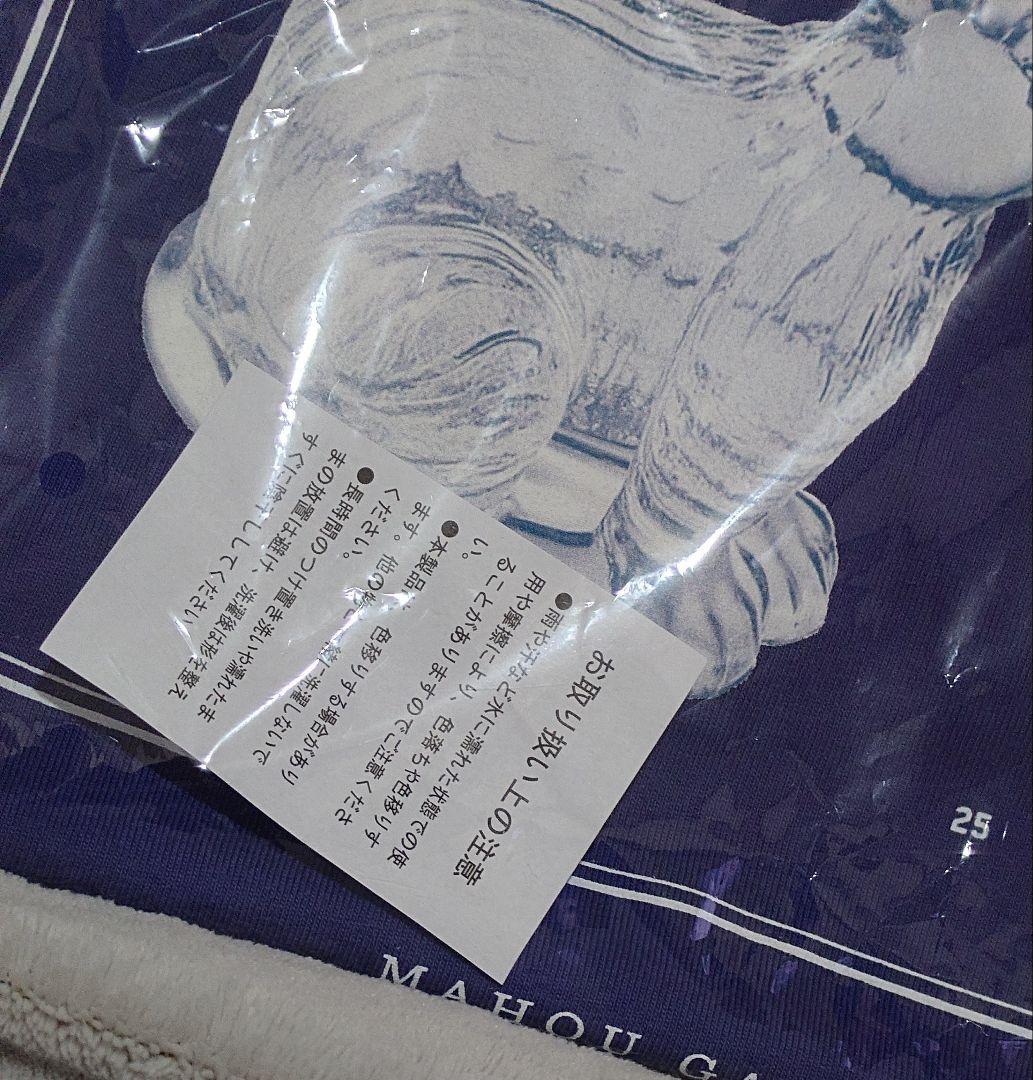 お取り扱い上の注意
●雨や汗など水に濡れた状態での使
用や摩擦により、色落ちや色移りす
ることがありますのでご注意くださ
い。
●本製品は、色移りする場合があり
ます。他の物と一緒に洗濯しないで
ください。
●長時間のつけ置き洗いや濡れたま
まの放置は避け、洗濯後は形を整え
すぐに陰干ししてください
25
MAHOU GA